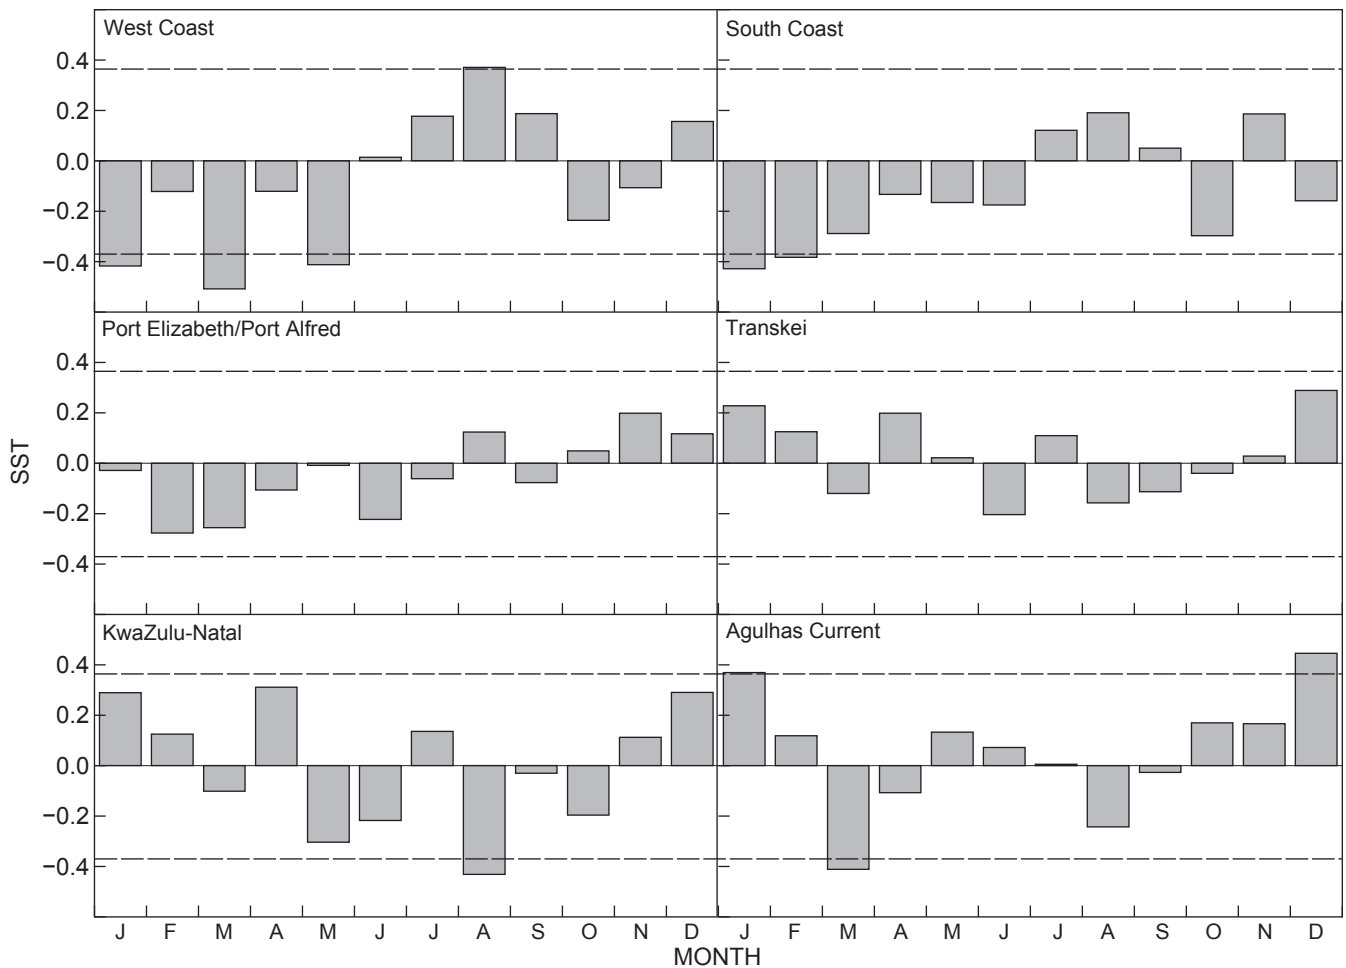 West Coast
South Coast
0.4
0.2
0.0
−0.2
−0.4
Port Elizabeth/Port Alfred
Transkei
0.4
0.2
0.0
−0.2
−0.4
SST
KwaZulu-Natal
Agulhas Current
0.4
0.2
0.0
−0.2
−0.4
J F M A M J J A S O N D
J F M A M J J A S O N D
MONTH